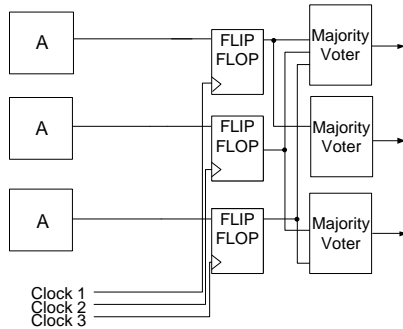 A
FLIP
FLOP
Majority
Voter
A
FLIP
FLOP
Majority
Voter
A
FLIP
FLOP
Majority
Voter
Clock 1
Clock 2
Clock 3